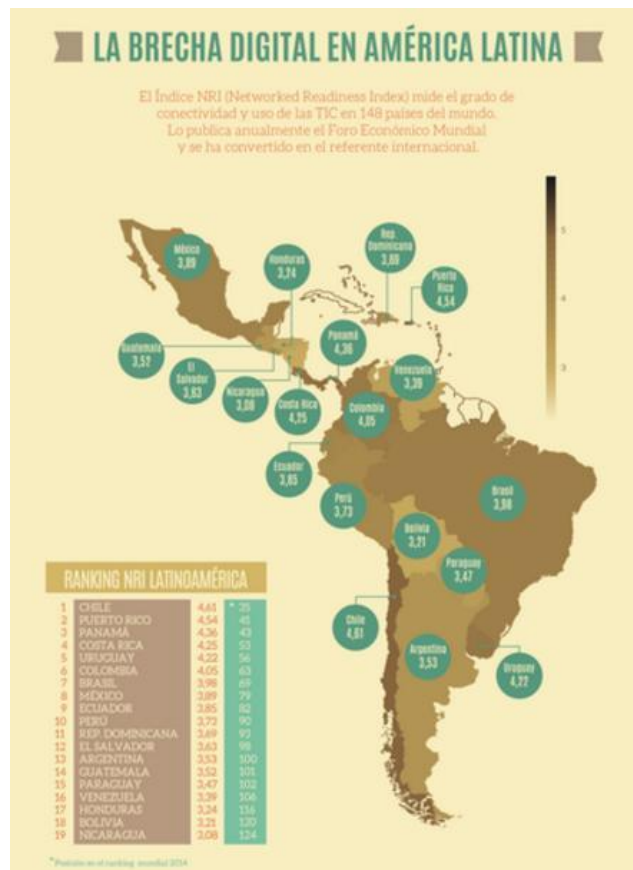 LA BRECHA DIGITAL EN AMÉRICA LATINA
El Índice NRI (Networked Readiness Index) mide el grado de
conectividad y uso de las TIC en 148 países del mundo.
Lo publica anualmente el Foro Económico Mundial
y se ha convertido en el referente internacional.
México
3,89
Honduras
3,24
Rep.
Dominicana
3,69
Puerto
Rico
4,54
5
4
3
Guatemala
3,52
El
Salvador
3,63
Nicaragua
3,08
Costa Rica
4,25
Panamá
4,36
Venezuela
3,39
Colombia
4,05
Ecuador
3,85
Perú
3,73
Brasil
3,98
Bolivia
3,21
Paraguay
3,47
Chile
4,61
Argentina
3,53
Uruguay
4,22
RANKING NRI LATINOAMÉRICA
1 CHILE 4,61 * 35
2 PUERTO RICO 4,54 41
3 PANAMÁ 4,36 43
4 COSTA RICA 4,25 53
5 URUGUAY 4,22 56
6 COLOMBIA 4,05 63
7 BRASIL 3,98 69
8 MÉXICO 3,89 79
9 ECUADOR 3,85 82
10 PERÚ 3,73 90
11 REP. DOMINICANA 3,69 93
12 EL SALVADOR 3,63 98
13 ARGENTINA 3,53 100
14 GUATEMALA 3,52 101
15 PARAGUAY 3,47 102
16 VENEZUELA 3,39 106
17 HONDURAS 3,24 116
18 BOLIVIA 3,21 120
19 NICARAGUA 3,08 124
* Posición en el ranking mundial 2014